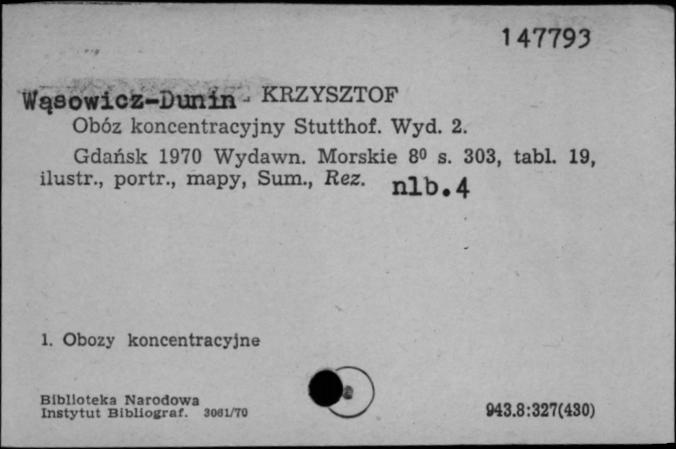 147793
Wąsowicz-Dunin - KRZYSZTOF
Obóz koncentracyjny Stutthof. Wyd. 2.
Gdańsk 1970 Wydawn. Morskie 8⁰ s. 303, tabl. 19,
ilustr., portr., mapy, Sum., Rez. nlb.4
1. Obozy koncentracyjne
Biblioteka Narodowa
Instytut Bibliograf. 3061/70
943.8:327(430)